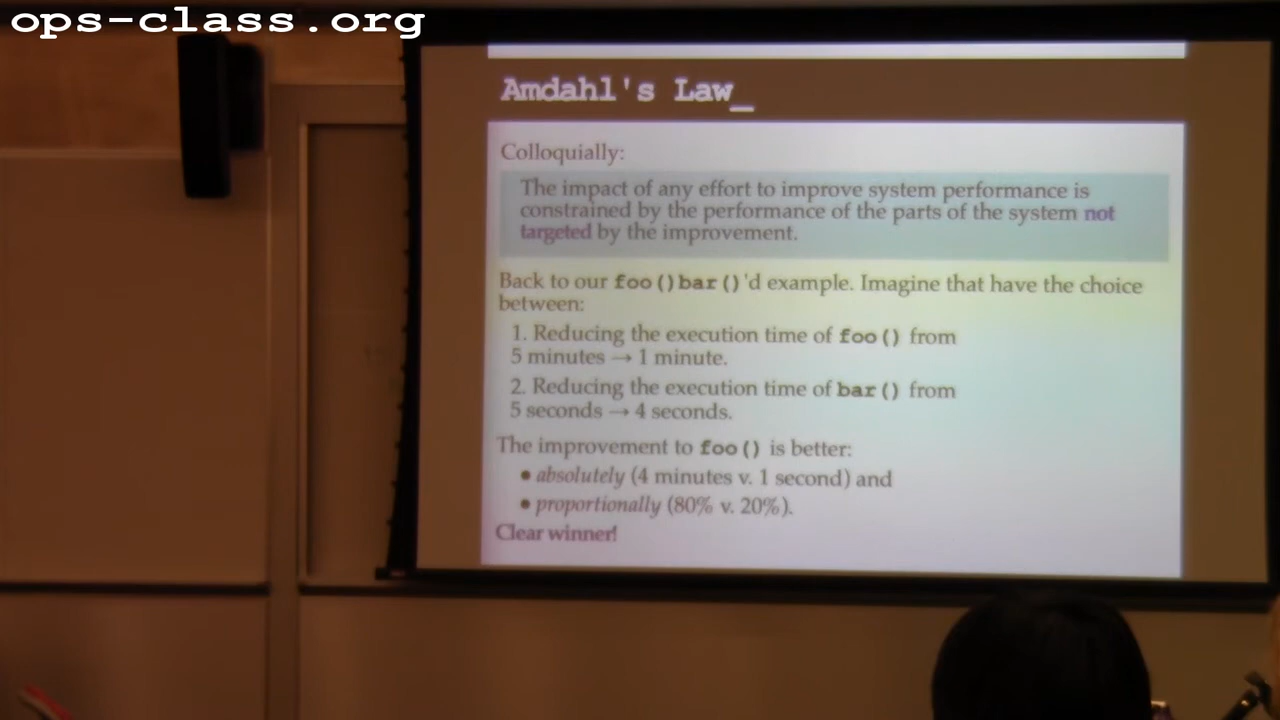 ops-class.org
Amdahl's Law_
Colloquially:
The impact of any effort to improve system performance is
constrained by the performance of the parts of the system not
targeted by the improvement.
Back to our foo()bar()'d example. Imagine that have the choice
between:
1. Reducing the execution time of foo() from
5 minutes → 1 minute.
2. Reducing the execution time of bar() from
5 seconds → 4 seconds.
The improvement to foo() is better:
• absolutely (4 minutes v. 1 second) and
• proportionally (80% v. 20%).
Clear winner!